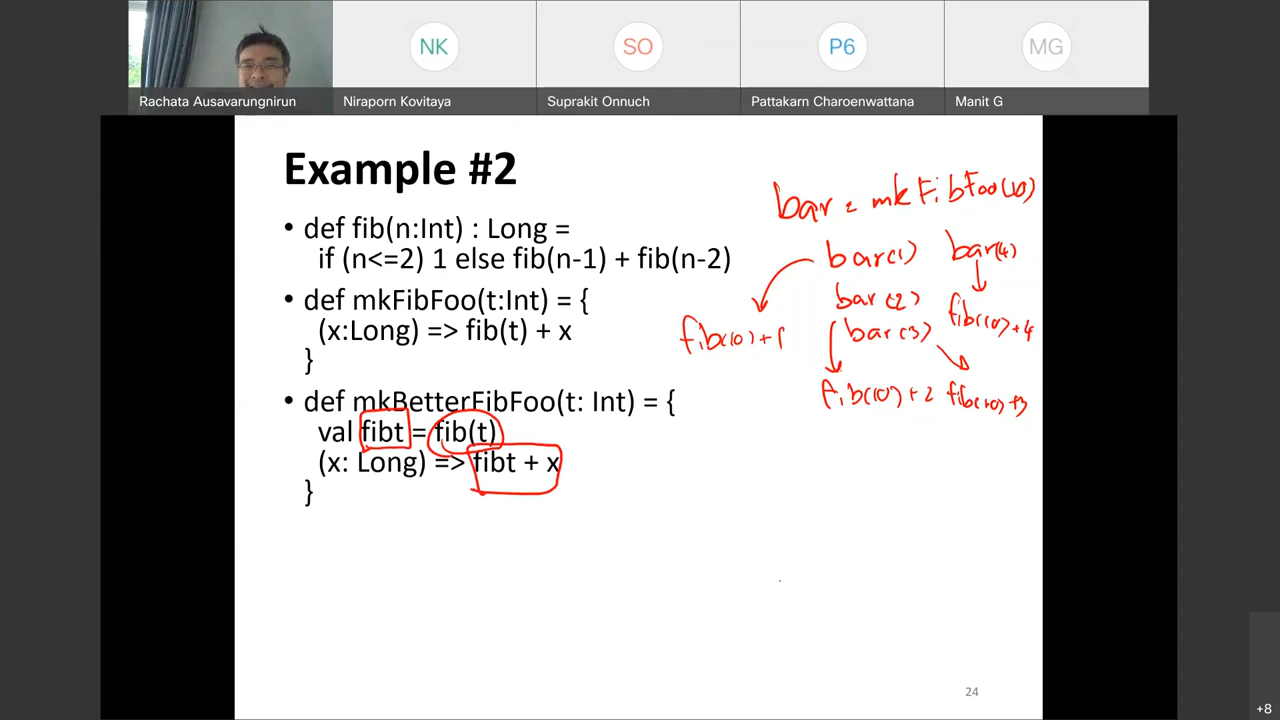 NK
SO
P6
MG
Rachata Ausavarungnirun
Niraporn Kovitaya
Suprakit Onnuch
Pattakarn Charoenwattana
Manit G
Example #2
• def fib(n:Int) : Long =
if (n<=2) 1 else fib(n-1) + fib(n-2)
• def mkFibFoo(t:Int) = {
(x:Long) => fib(t) + x
}
• def mkBetterFibFoo(t: Int) = {
val fibt = fib(t)
(x: Long) => fibt + x
}
bar = mkFibFoo(10)
bar(1)
bar(4)
bar(2)
fib(10)+4
bar(3)
fib(10)+1
fib(10)+2
fib(10)+3
24
+8